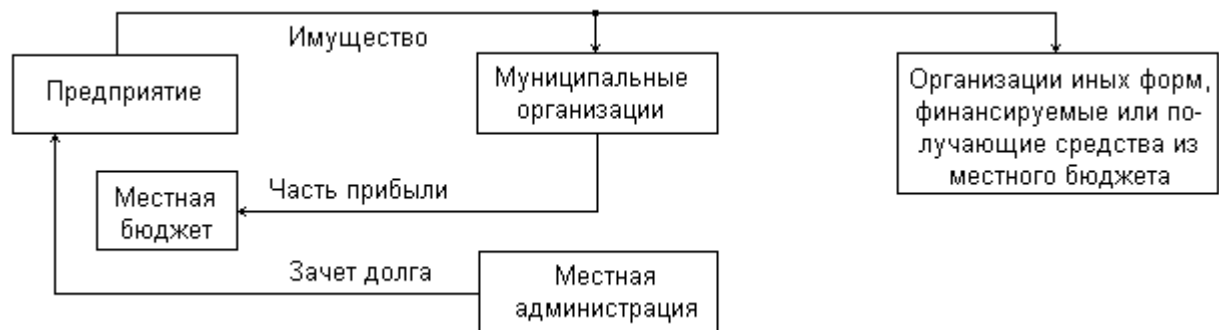 Имущество
Предприятие
Муниципальные
организации
Организации иных форм,
финансируемые или по-
лучающие средства из
местного бюджета
Местная
бюджет
Часть прибыли
Зачет долга
Местная
администрация